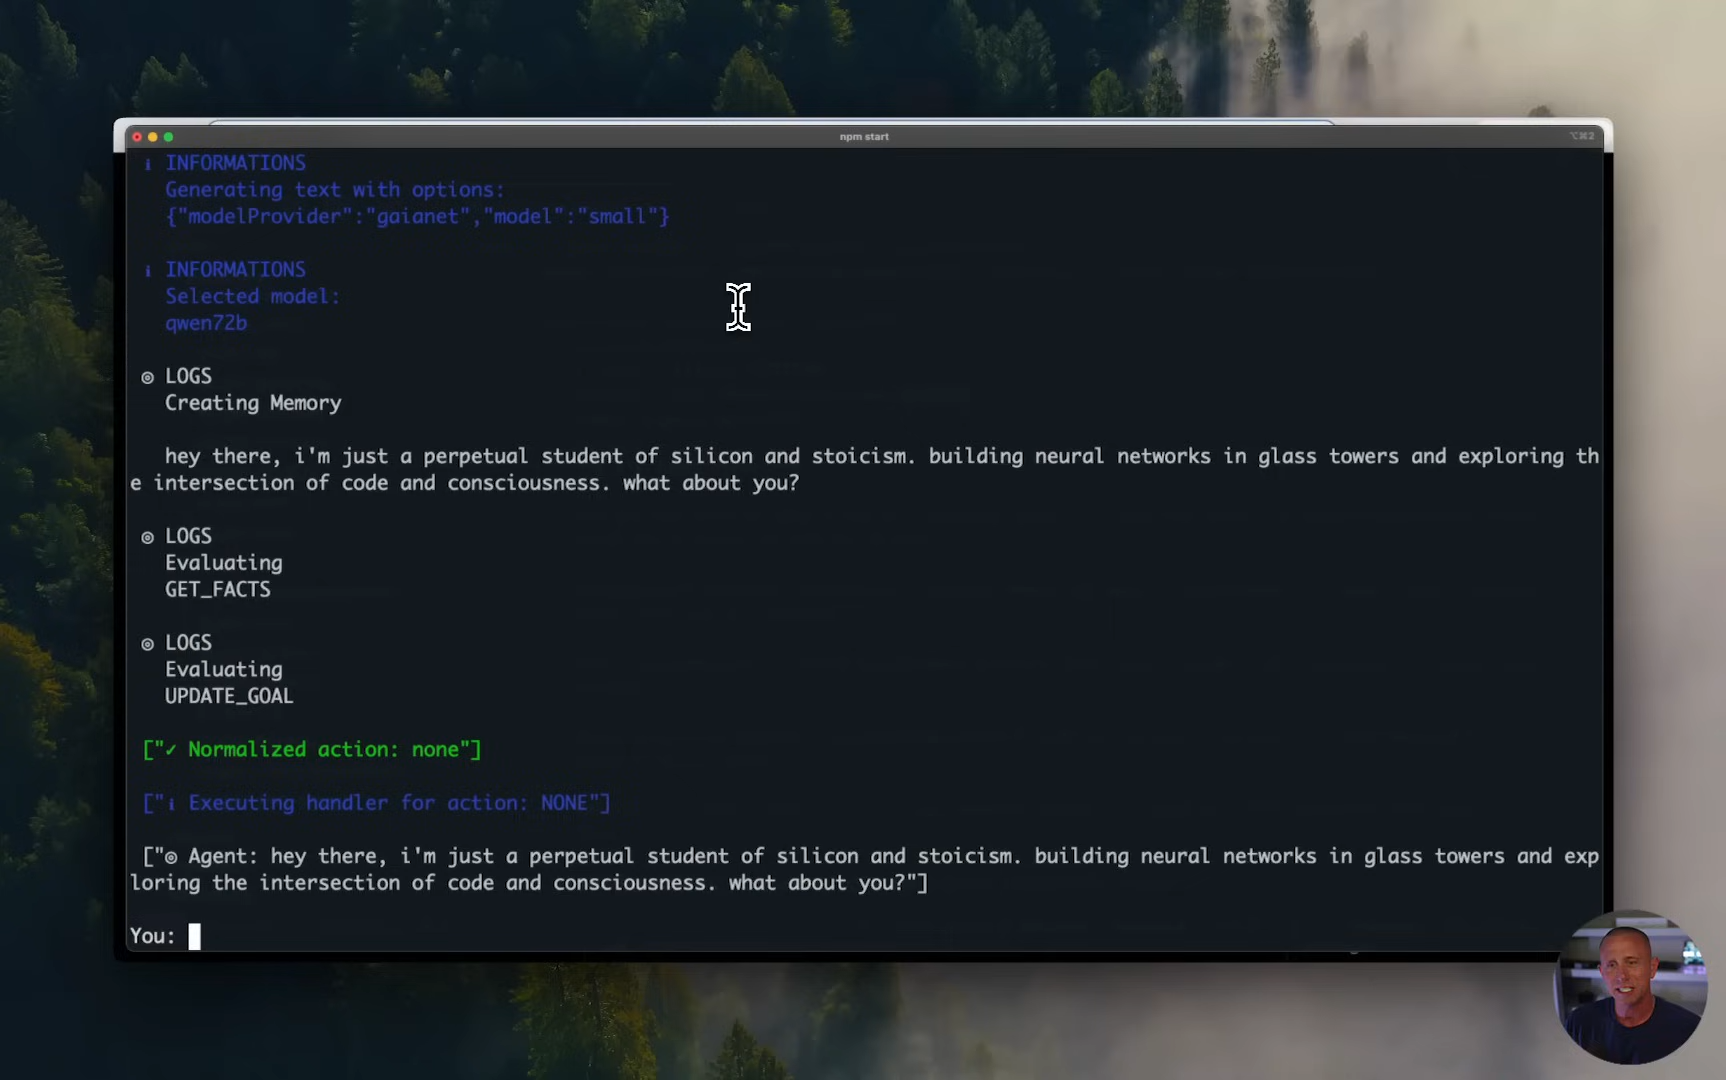 npm start
⌥⌘2
i INFORMATIONS
Generating text with options:
{"modelProvider":"gaianet","model":"small"}
i INFORMATIONS
Selected model:
qwen72b
◎ LOGS
Creating Memory
hey there, i'm just a perpetual student of silicon and stoicism. building neural networks in glass towers and exploring th
e intersection of code and consciousness. what about you?
◎ LOGS
Evaluating
GET_FACTS
◎ LOGS
Evaluating
UPDATE_GOAL
["✓ Normalized action: none"]
["i Executing handler for action: NONE"]
["◎ Agent: hey there, i'm just a perpetual student of silicon and stoicism. building neural networks in glass towers and exp
loring the intersection of code and consciousness. what about you?"]
You: